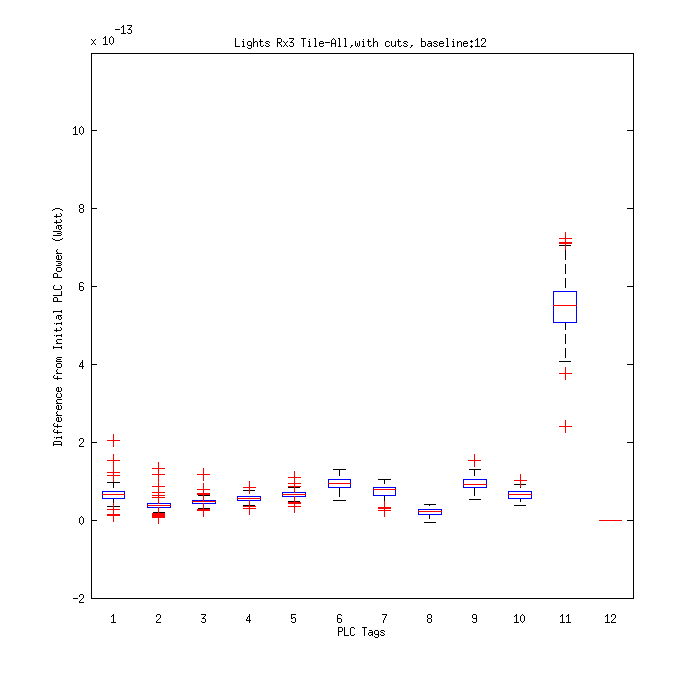 x 10-13
Lights Rx3 Tile-All,with cuts, baseline:12
10
8
6
4
2
0
-2
Difference from Initial PLC Power (Watt)
1 2 3 4 5 6 7 8 9 10 11 12
PLC Tags